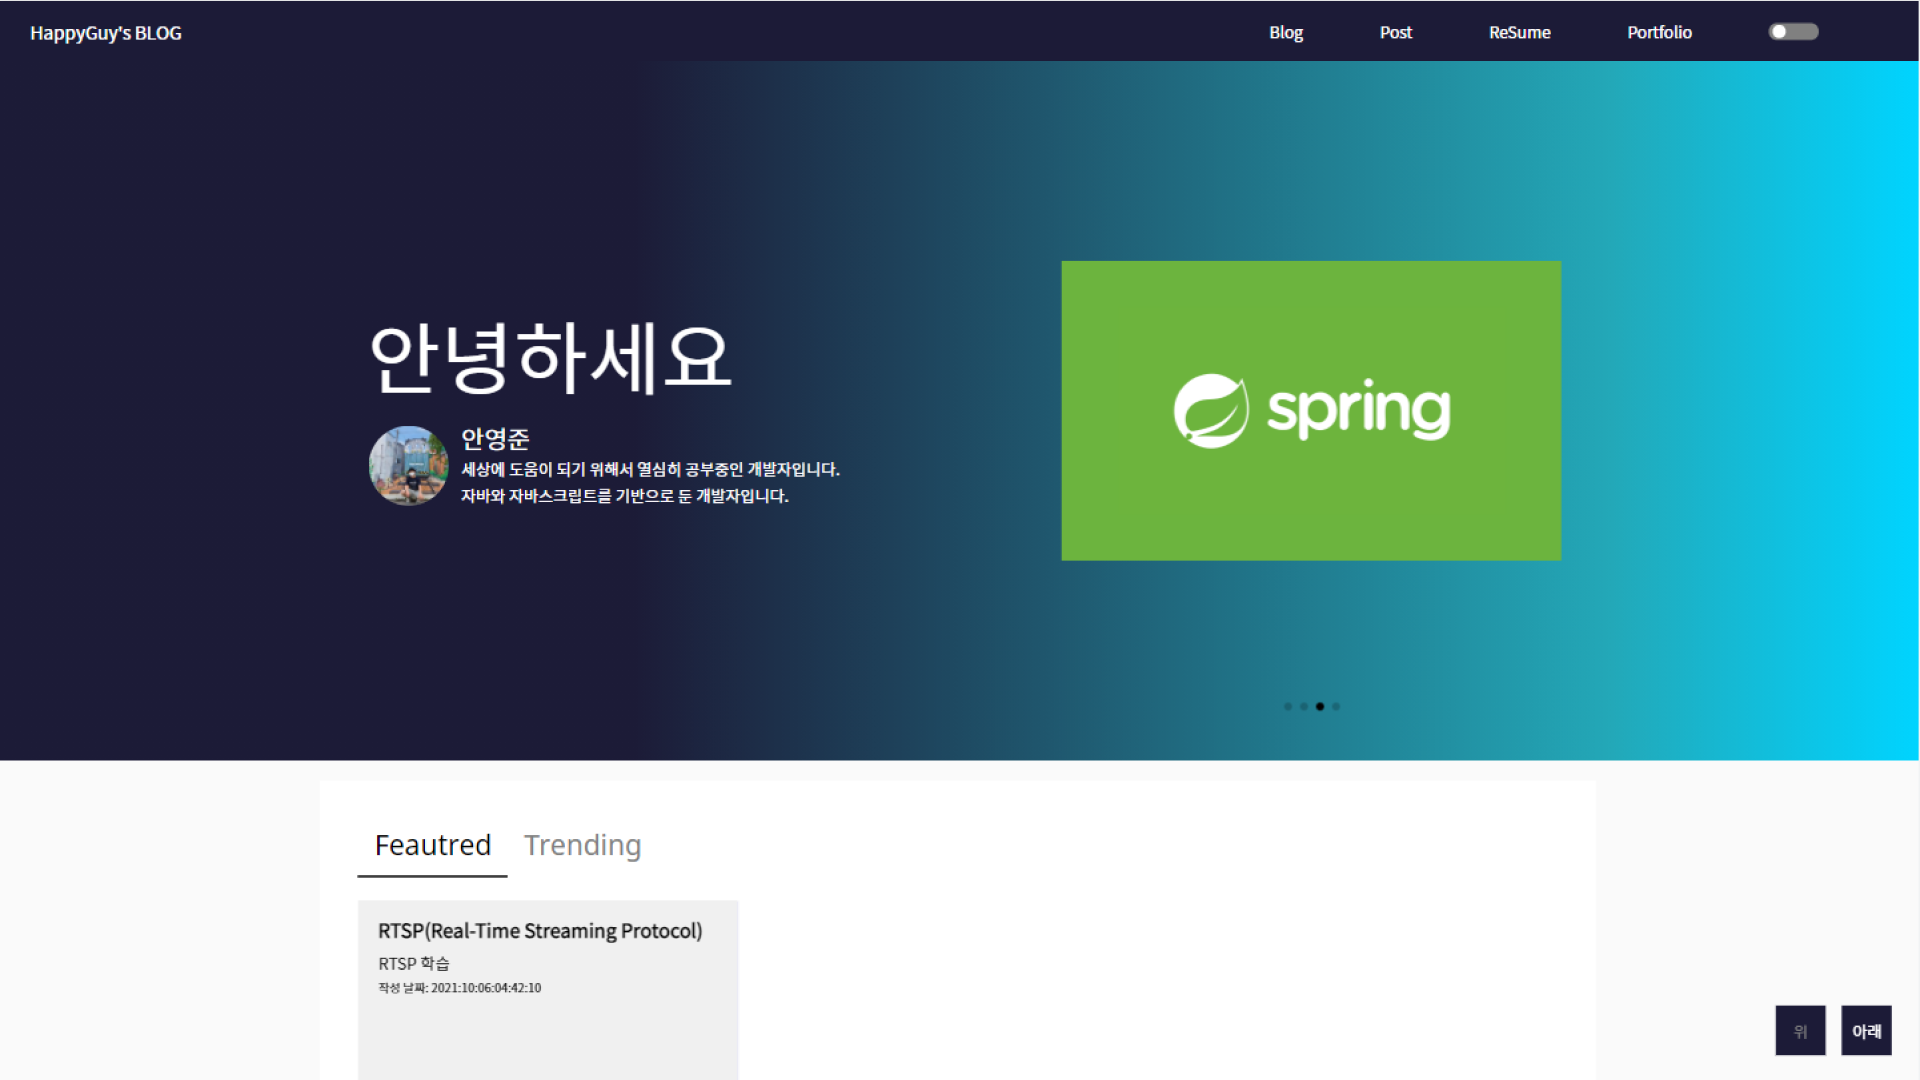 HappyGuy's BLOG
Blog
Post
ReSume
Portfolio
안녕하세요
안영준
세상에 도움이 되기 위해서 열심히 공부중인 개발자입니다.
자바와 자바스크립트를 기반으로 둔 개발자입니다.
spring
Feautred
Trending
RTSP(Real-Time Streaming Protocol)
RTSP 학습
작성 날짜: 2021:10:06:04:42:10
위
아래